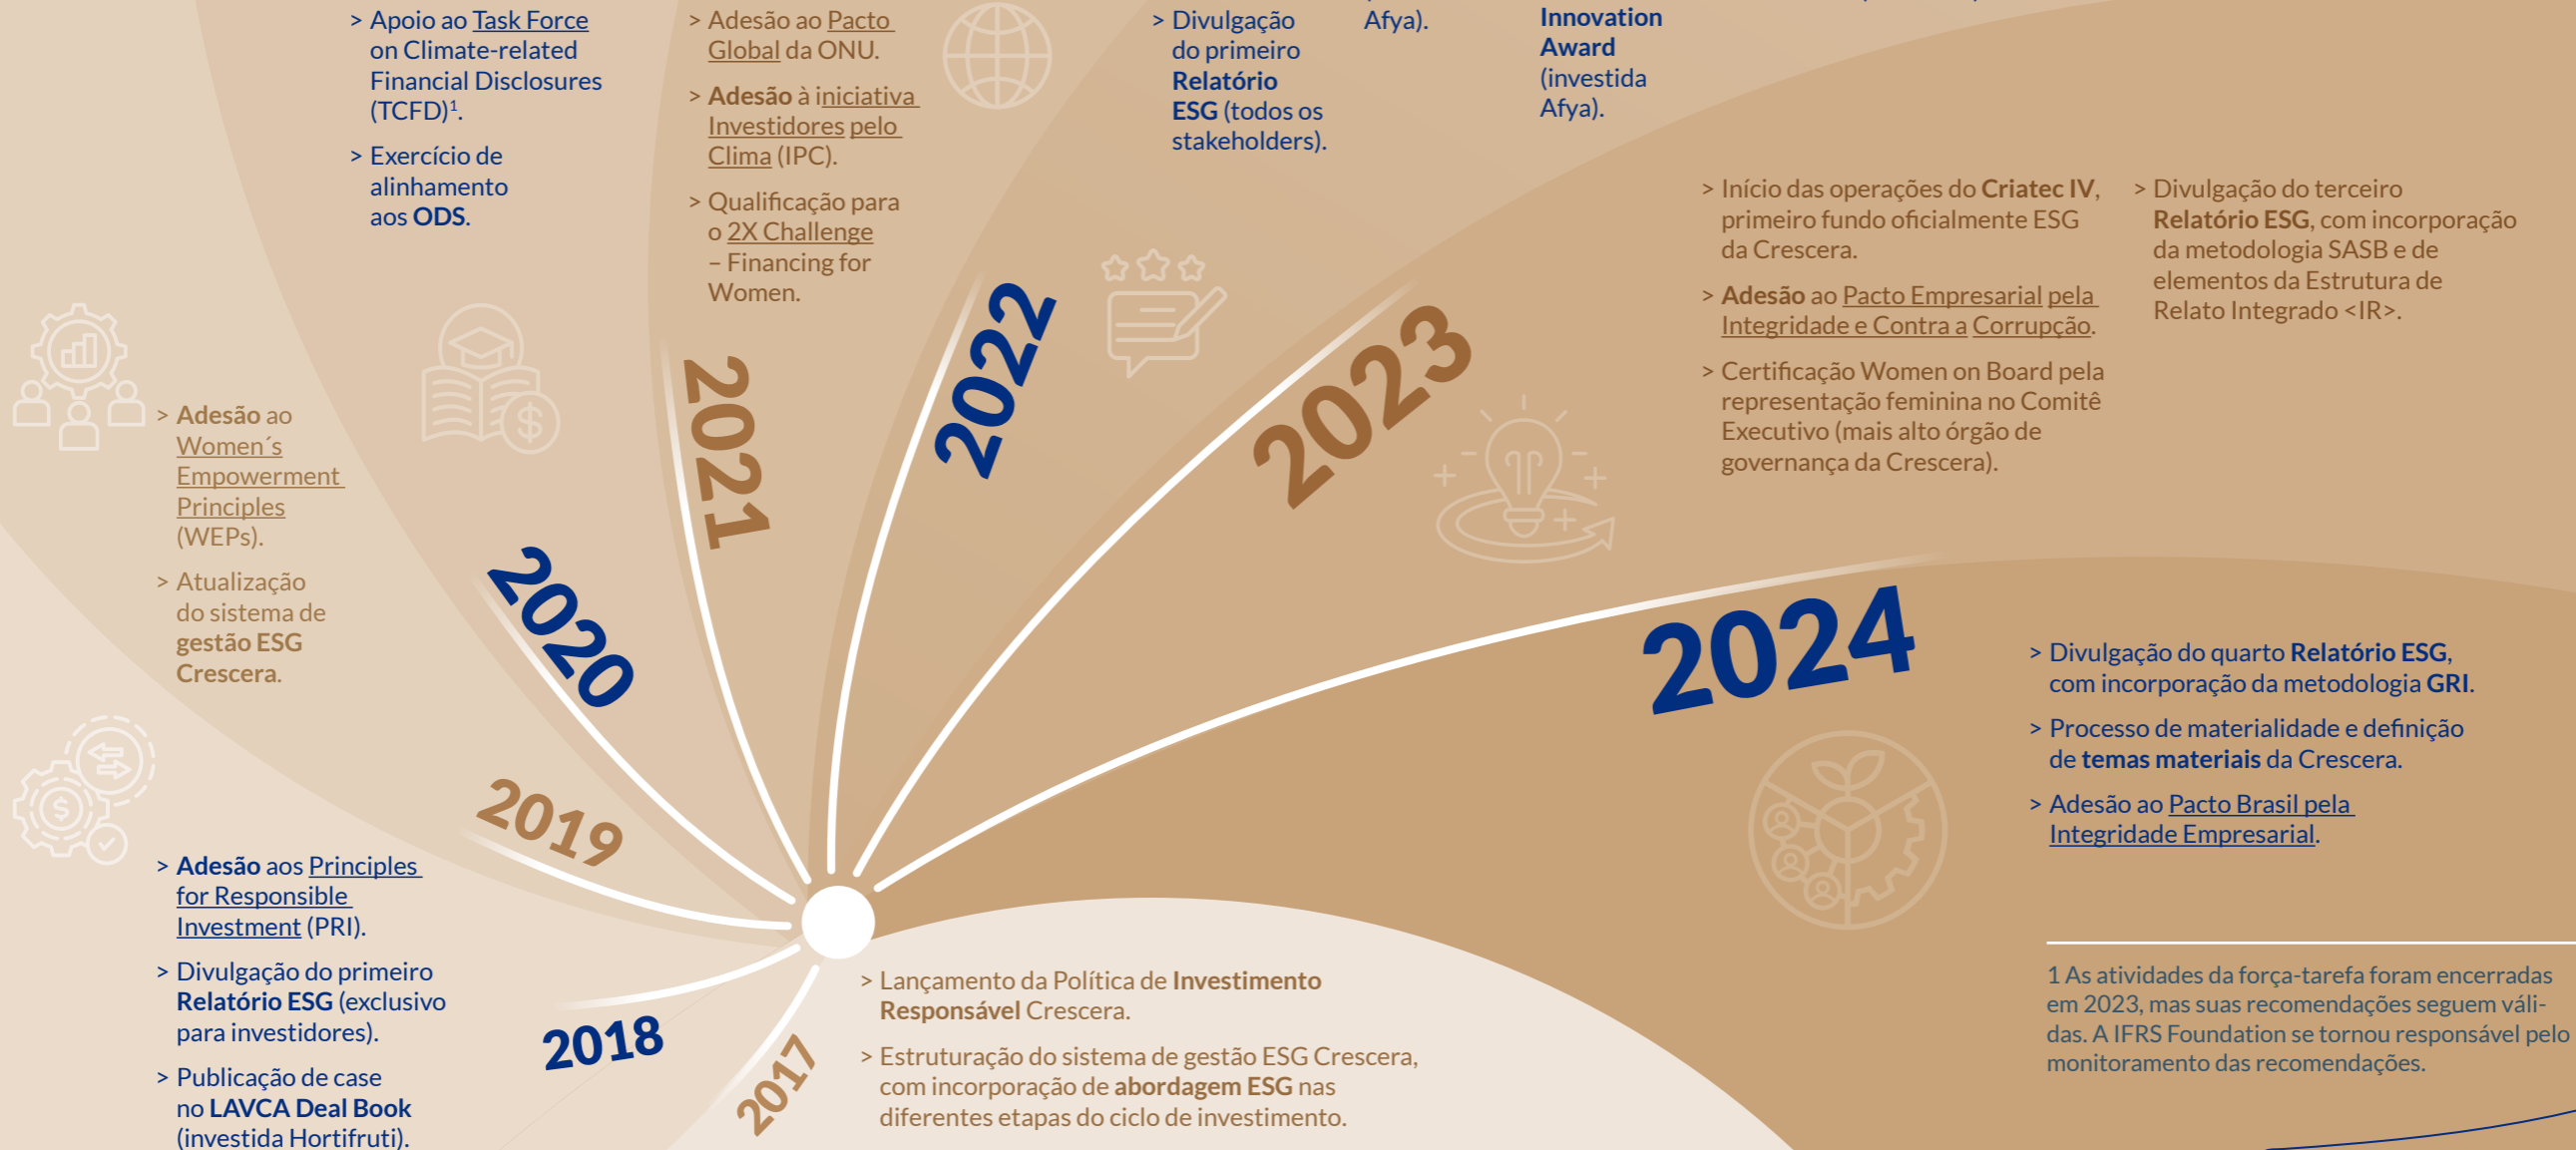 > Apoio ao Task Force
on Climate-related
Financial Disclosures
(TCFD)¹.
> Exercício de
alinhamento
aos ODS.
> Adesão ao Pacto
Global da ONU.
> Adesão à iniciativa
Investidores pelo
Clima (IPC).
> Qualificação para
o 2X Challenge
– Financing for
Women.
> Divulgação
do primeiro
Relatório
ESG (todos os
stakeholders).
Afya).
Innovation
Award
(investida
Afya).
> Início das operações do Criatec IV,
primeiro fundo oficialmente ESG
da Crescera.
> Adesão ao Pacto Empresarial pela
Integridade e Contra a Corrupção.
> Certificação Women on Board pela
representação feminina no Comitê
Executivo (mais alto órgão de
governança da Crescera).
> Divulgação do terceiro
Relatório ESG, com incorporação
da metodologia SASB e de
elementos da Estrutura de
Relato Integrado <IR>.
> Adesão ao
Women´s
Empowerment
Principles
(WEPs).
> Atualização
do sistema de
gestão ESG
Crescera.
2021
2022
2023
2020
2024
2019
> Divulgação do quarto Relatório ESG,
com incorporação da metodologia GRI.
> Processo de materialidade e definição
de temas materiais da Crescera.
> Adesão ao Pacto Brasil pela
Integridade Empresarial.
> Adesão aos Principles
for Responsible
Investment (PRI).
> Divulgação do primeiro
Relatório ESG (exclusivo
para investidores).
> Publicação de case
no LAVCA Deal Book
(investida Hortifruti).
2018
2017
> Lançamento da Política de Investimento
Responsável Crescera.
> Estruturação do sistema de gestão ESG Crescera,
com incorporação de abordagem ESG nas
diferentes etapas do ciclo de investimento.
1 As atividades da força-tarefa foram encerradas
em 2023, mas suas recomendações seguem váli-
das. A IFRS Foundation se tornou responsável pelo
monitoramento das recomendações.